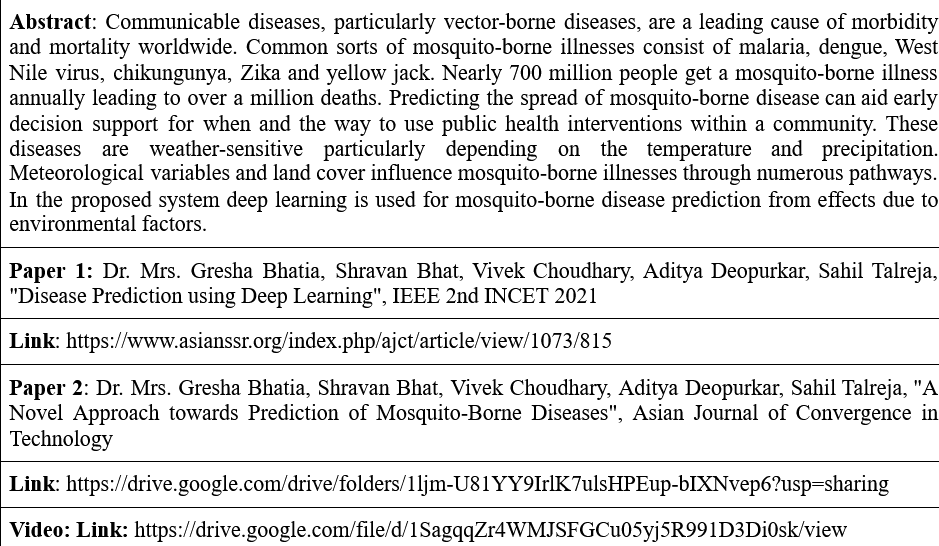 Abstract: Communicable diseases, particularly vector-borne diseases, are a leading cause of morbidity
and mortality worldwide. Common sorts of mosquito-borne illnesses consist of malaria, dengue, West
Nile virus, chikungunya, Zika and yellow jack. Nearly 700 million people get a mosquito-borne illness
annually leading to over a million deaths. Predicting the spread of mosquito-borne disease can aid early
decision support for when and the way to use public health interventions within a community. These
diseases are weather-sensitive particularly depending on the temperature and precipitation.
Meteorological variables and land cover influence mosquito-borne illnesses through numerous pathways.
In the proposed system deep learning is used for mosquito-borne disease prediction from effects due to
environmental factors.
Paper 1: Dr. Mrs. Gresha Bhatia, Shravan Bhat, Vivek Choudhary, Aditya Deopurkar, Sahil Talreja,
"Disease Prediction using Deep Learning", IEEE 2nd INCET 2021
Link: https://www.asianssr.org/index.php/ajct/article/view/1073/815
Paper 2: Dr. Mrs. Gresha Bhatia, Shravan Bhat, Vivek Choudhary, Aditya Deopurkar, Sahil Talreja, "A
Novel Approach towards Prediction of Mosquito-Borne Diseases", Asian Journal of Convergence in
Technology
Link: https://drive.google.com/drive/folders/1ljm-U81YY9IrlK7ulsHPEup-bIXNvep6?usp=sharing
Video: Link: https://drive.google.com/file/d/1SagqqZr4WMJSFGCu05yj5R991D3Di0sk/view